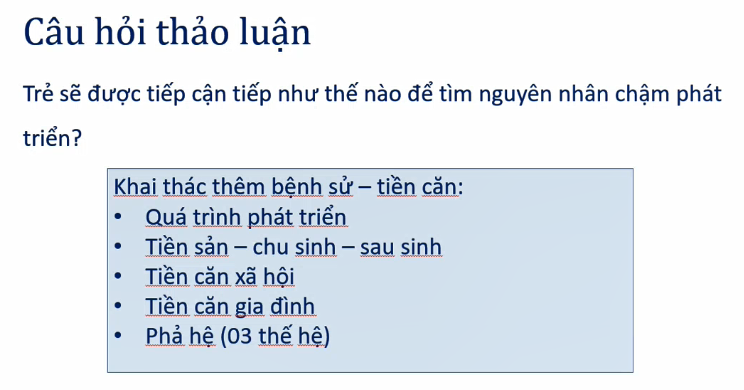 Câu hỏi thảo luận
Trẻ sẽ được tiếp cận tiếp như thế nào để tìm nguyên nhân chậm phát
triển?
Khai thác thêm bệnh sử – tiền căn:
• Quá trình phát triển
• Tiền sản – chu sinh – sau sinh
• Tiền căn xã hội
• Tiền căn gia đình
• Phả hệ (03 thế hệ)